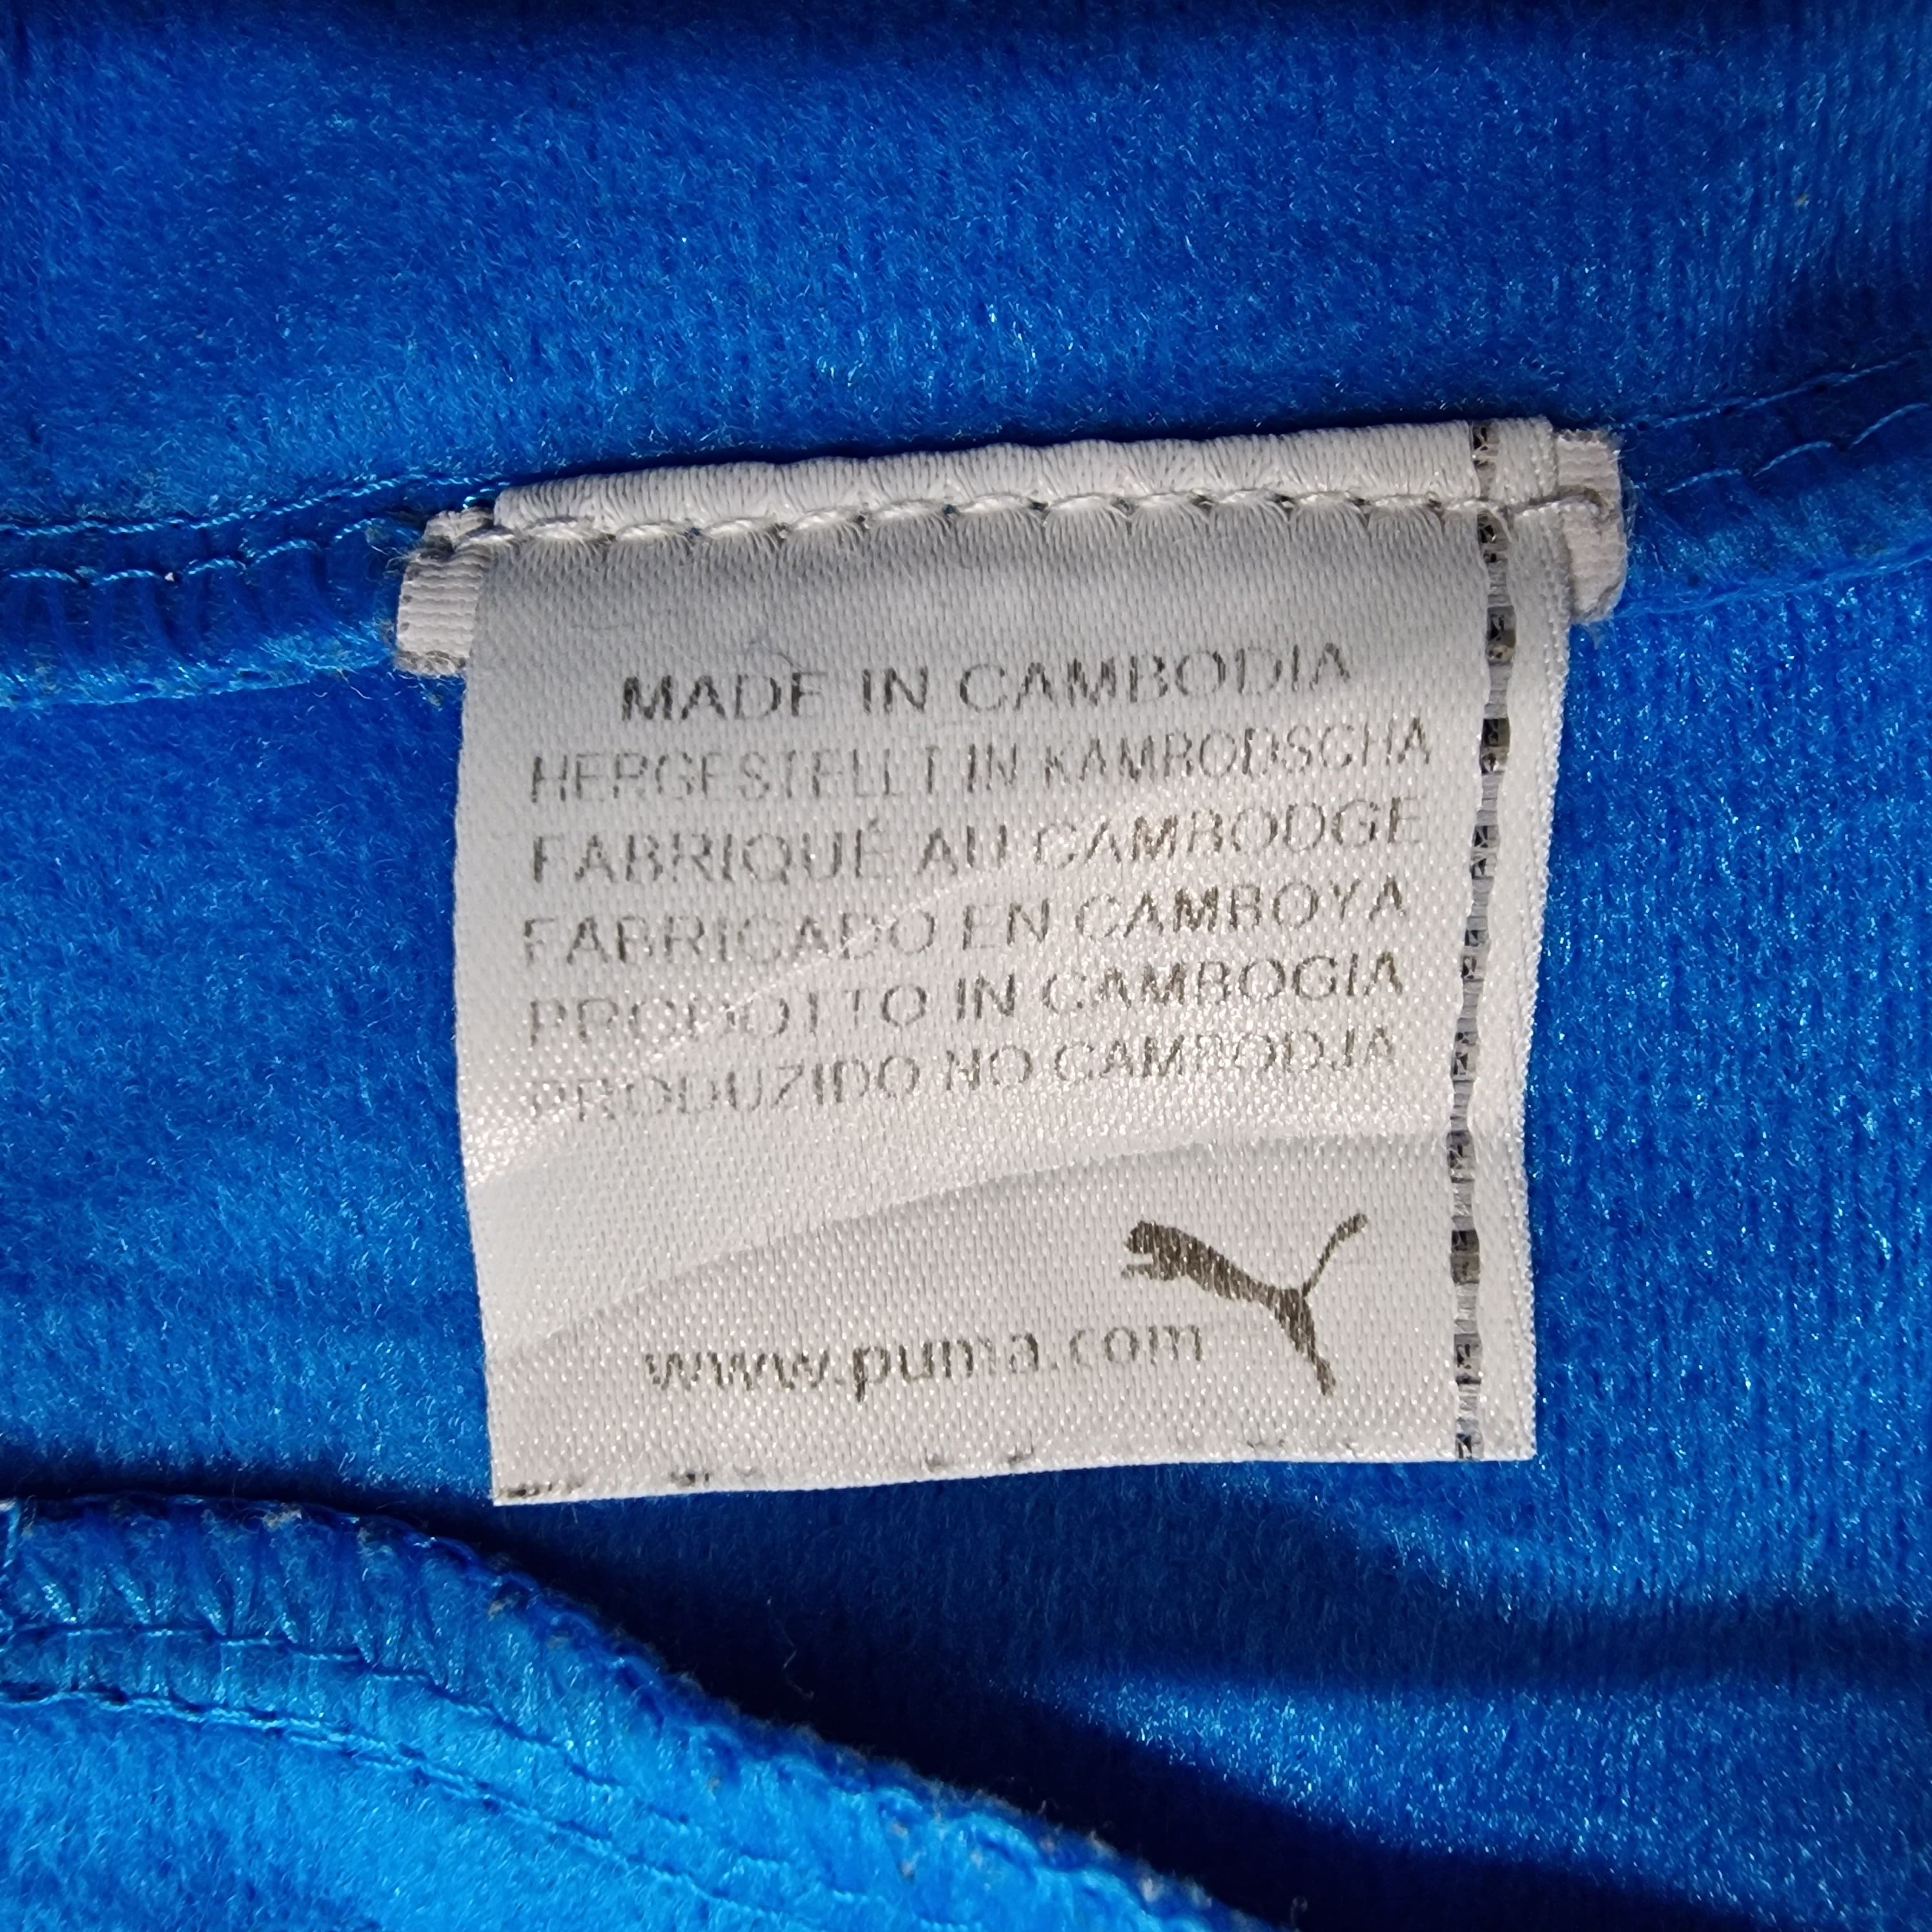 MADE IN CAMBODIA
HERGESTELLT IN KAMBODSCHA
FABRIQUÉ AU CAMBODGE
FABRICADO EN CAMBOYA
PRODOTTO IN CAMBOGIA
PRODUZIDO NO CAMBODJA
www.puma.com